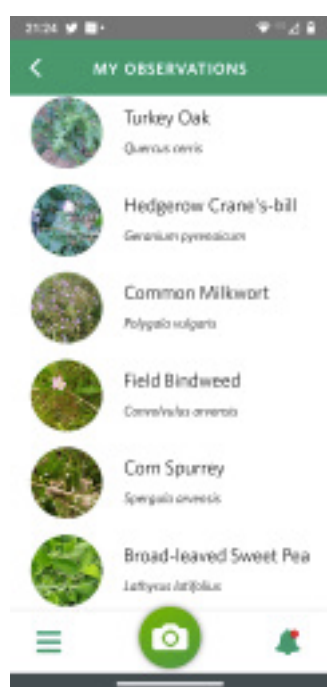 21:24
MY OBSERVATIONS
Turkey Oak
Quercus cerris
Hedgerow Crane's-bill
Geranium pyrenaicum
Common Milkwort
Polygala vulgaris
Field Bindweed
Convolvulus arvensis
Corn Spurrey
Spergula arvensis
Broad-leaved Sweet Pea
Lathyrus latifolius